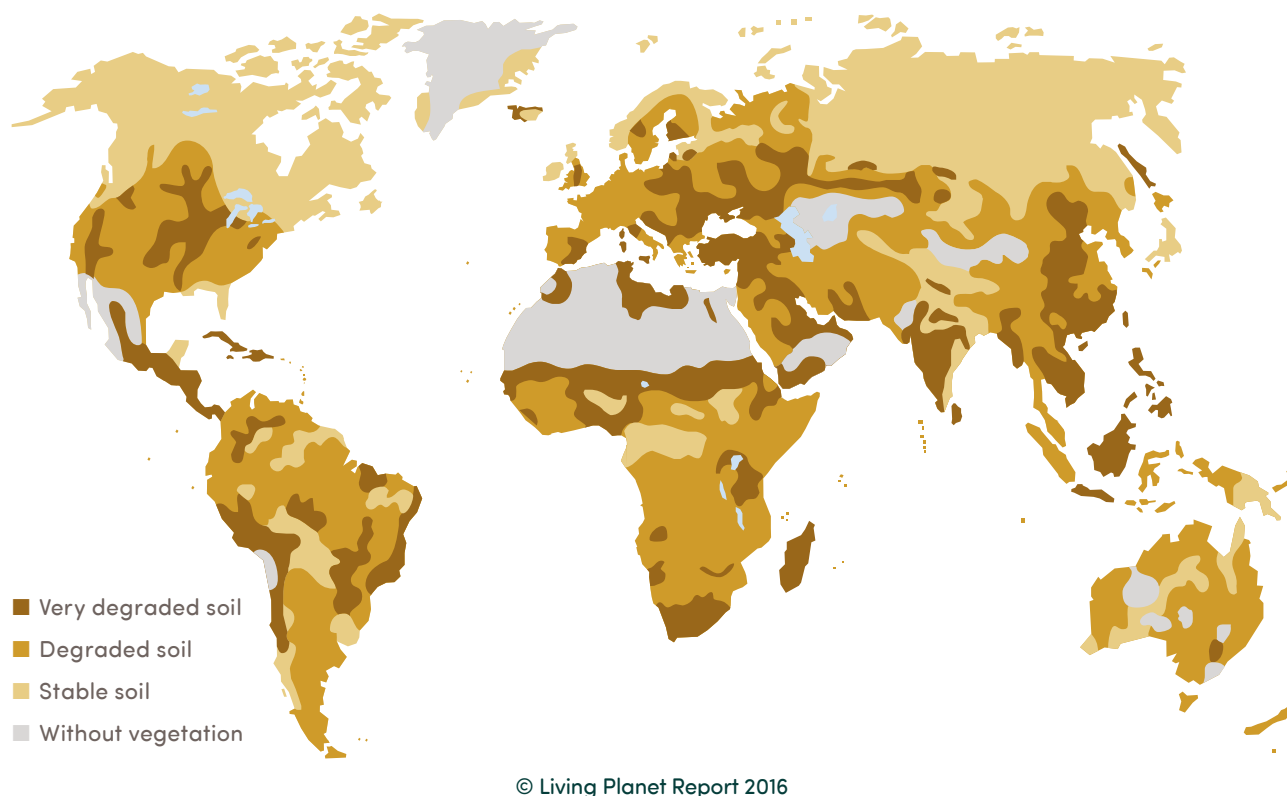 Very degraded soil
Degraded soil
Stable soil
Without vegetation
© Living Planet Report 2016